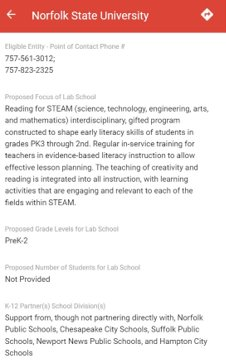 Norfolk State University
Eligible Entity - Point of Contact Phone #
757-561-3012;
757-823-2325
Proposed Focus of Lab School
Reading for STEAM (science, technology, engineering, arts,
and mathematics) interdisciplinary, gifted program
constructed to shape early literacy skills of students in
grades PK3 through 2nd. Regular in-service training for
teachers in evidence-based literacy instruction to allow
effective lesson planning. The teaching of creativity and
reading is integrated into all instruction, with learning
activities that are engaging and relevant to each of the
fields within STEAM.
Proposed Grade Levels for Lab School
PreK-2
Proposed Number of Students for Lab School
Not Provided
K-12 Partner(s) School Division(s)
Support from, though not partnering directly with, Norfolk
Public Schools, Chesapeake City Schools, Suffolk Public
Schools, Newport News Public Schools, and Hampton City
Schools